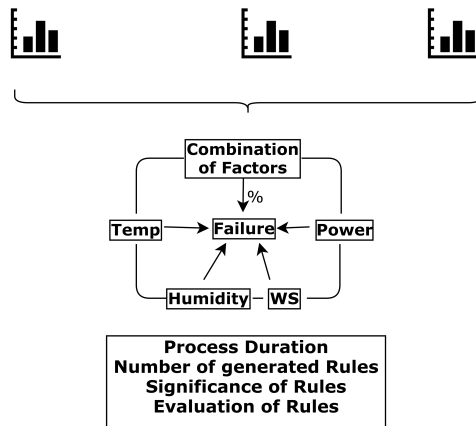 Combination
of Factors
%
Temp
Failure
Power
Humidity
WS
Process Duration
Number of generated Rules
Significance of Rules
Evaluation of Rules